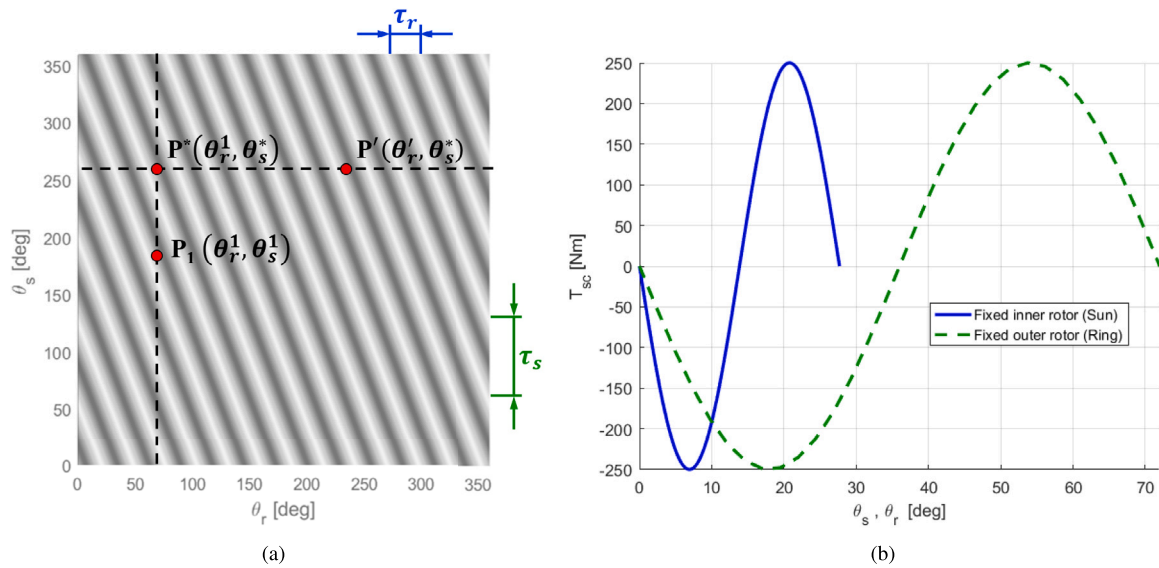 τr
350
300
250
200
150
100
50
0
θs [deg]
P*(θr¹, θs*)
P′(θr′, θs*)
P₁ (θr¹, θs¹)
τs
0 50 100 150 200 250 300 350
θr [deg]
(a)
250
200
150
100
50
0
-50
-100
-150
-200
-250
Tsc [Nm]
Fixed inner rotor (Sun)
Fixed outer rotor (Ring)
0 10 20 30 40 50 60 70
θs , θr [deg]
(b)